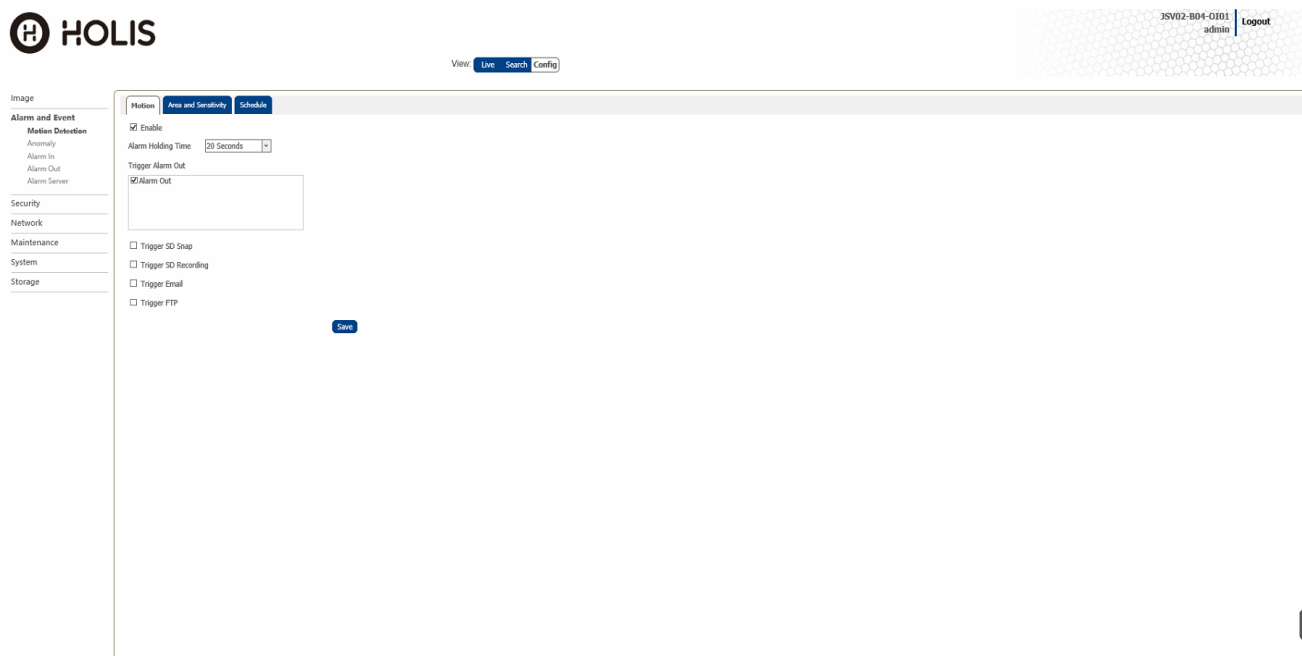 HOLIS
JSV02-B04-OI01
admin
Logout
View: Live Search Config
Image
Alarm and Event
Motion Detection
Anomaly
Alarm In
Alarm Out
Alarm Server
Security
Network
Maintenance
System
Storage
Motion Area and Sensitivity Schedule
Enable
Alarm Holding Time 20 Seconds
Trigger Alarm Out
Alarm Out
Trigger SD Snap
Trigger SD Recording
Trigger Email
Trigger FTP
Save